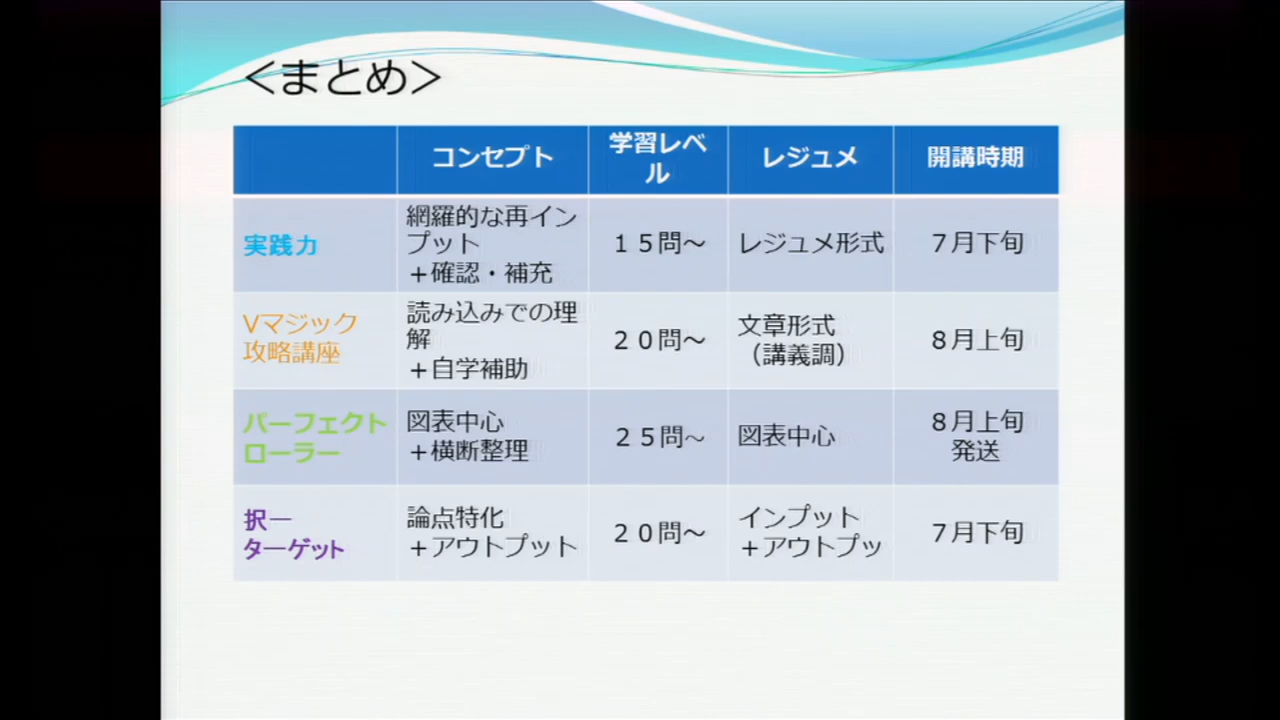 <まとめ>
コンセプト
学習レベ
ル
レジュメ
開講時期
実践力
網羅的な再イン
プット
+確認・補充
15問~
レジュメ形式
7月下旬
Vマジック
攻略講座
読み込みでの理
解
+自学補助
20問~
文章形式
(講義調)
8月上旬
パーフェクト
ローラー
図表中心
+横断整理
25問~
図表中心
8月上旬
発送
択一
ターゲット
論点特化
+アウトプット
20問~
インプット
+アウトプッ
7月下旬